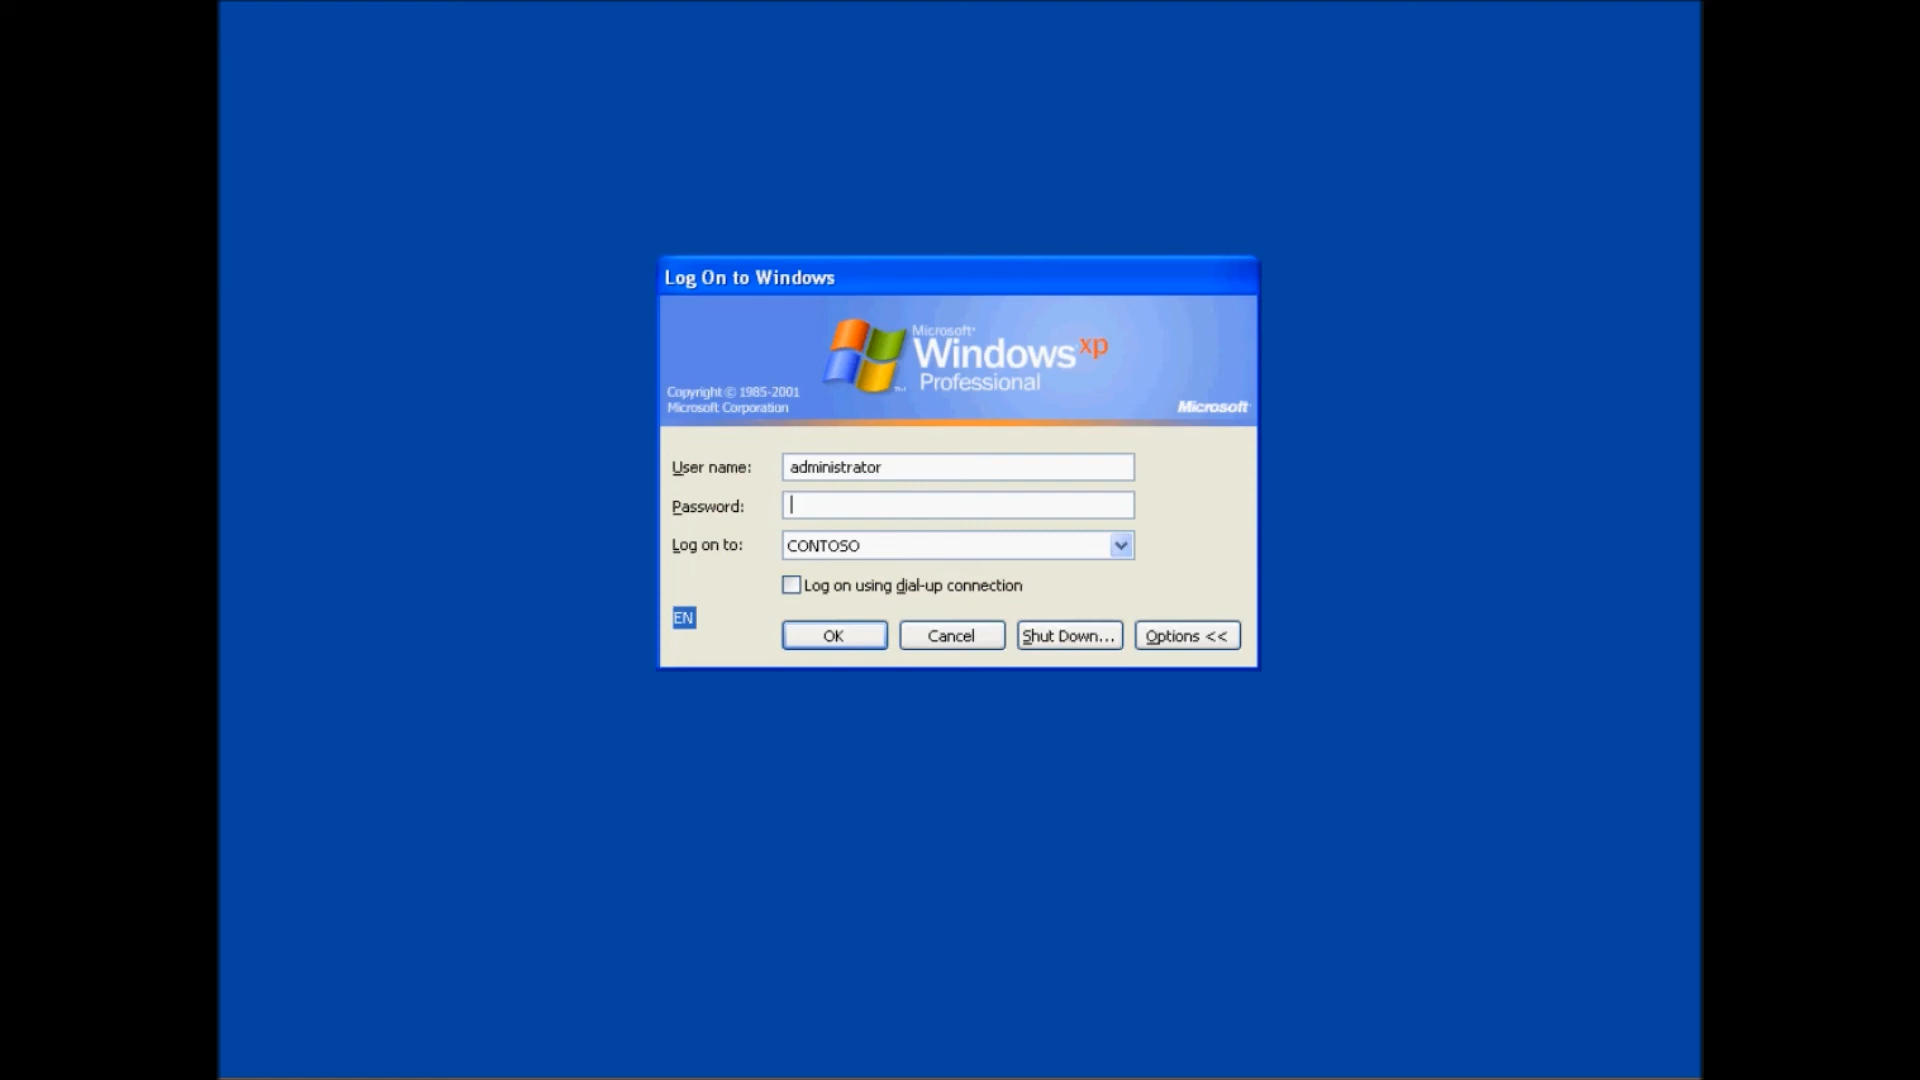 Log On to Windows
Microsoft®
Windows xp
Professional
Copyright © 1985-2001
Microsoft Corporation
Microsoft®
User name: administrator
Password:
Log on to: CONTOSO
Log on using dial-up connection
EN
OK Cancel Shut Down... Options <<